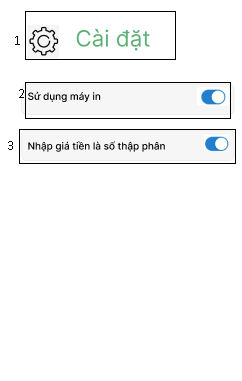 1 Cài đặt
2 Sử dụng máy in
3 Nhập giá tiền là số thập phân